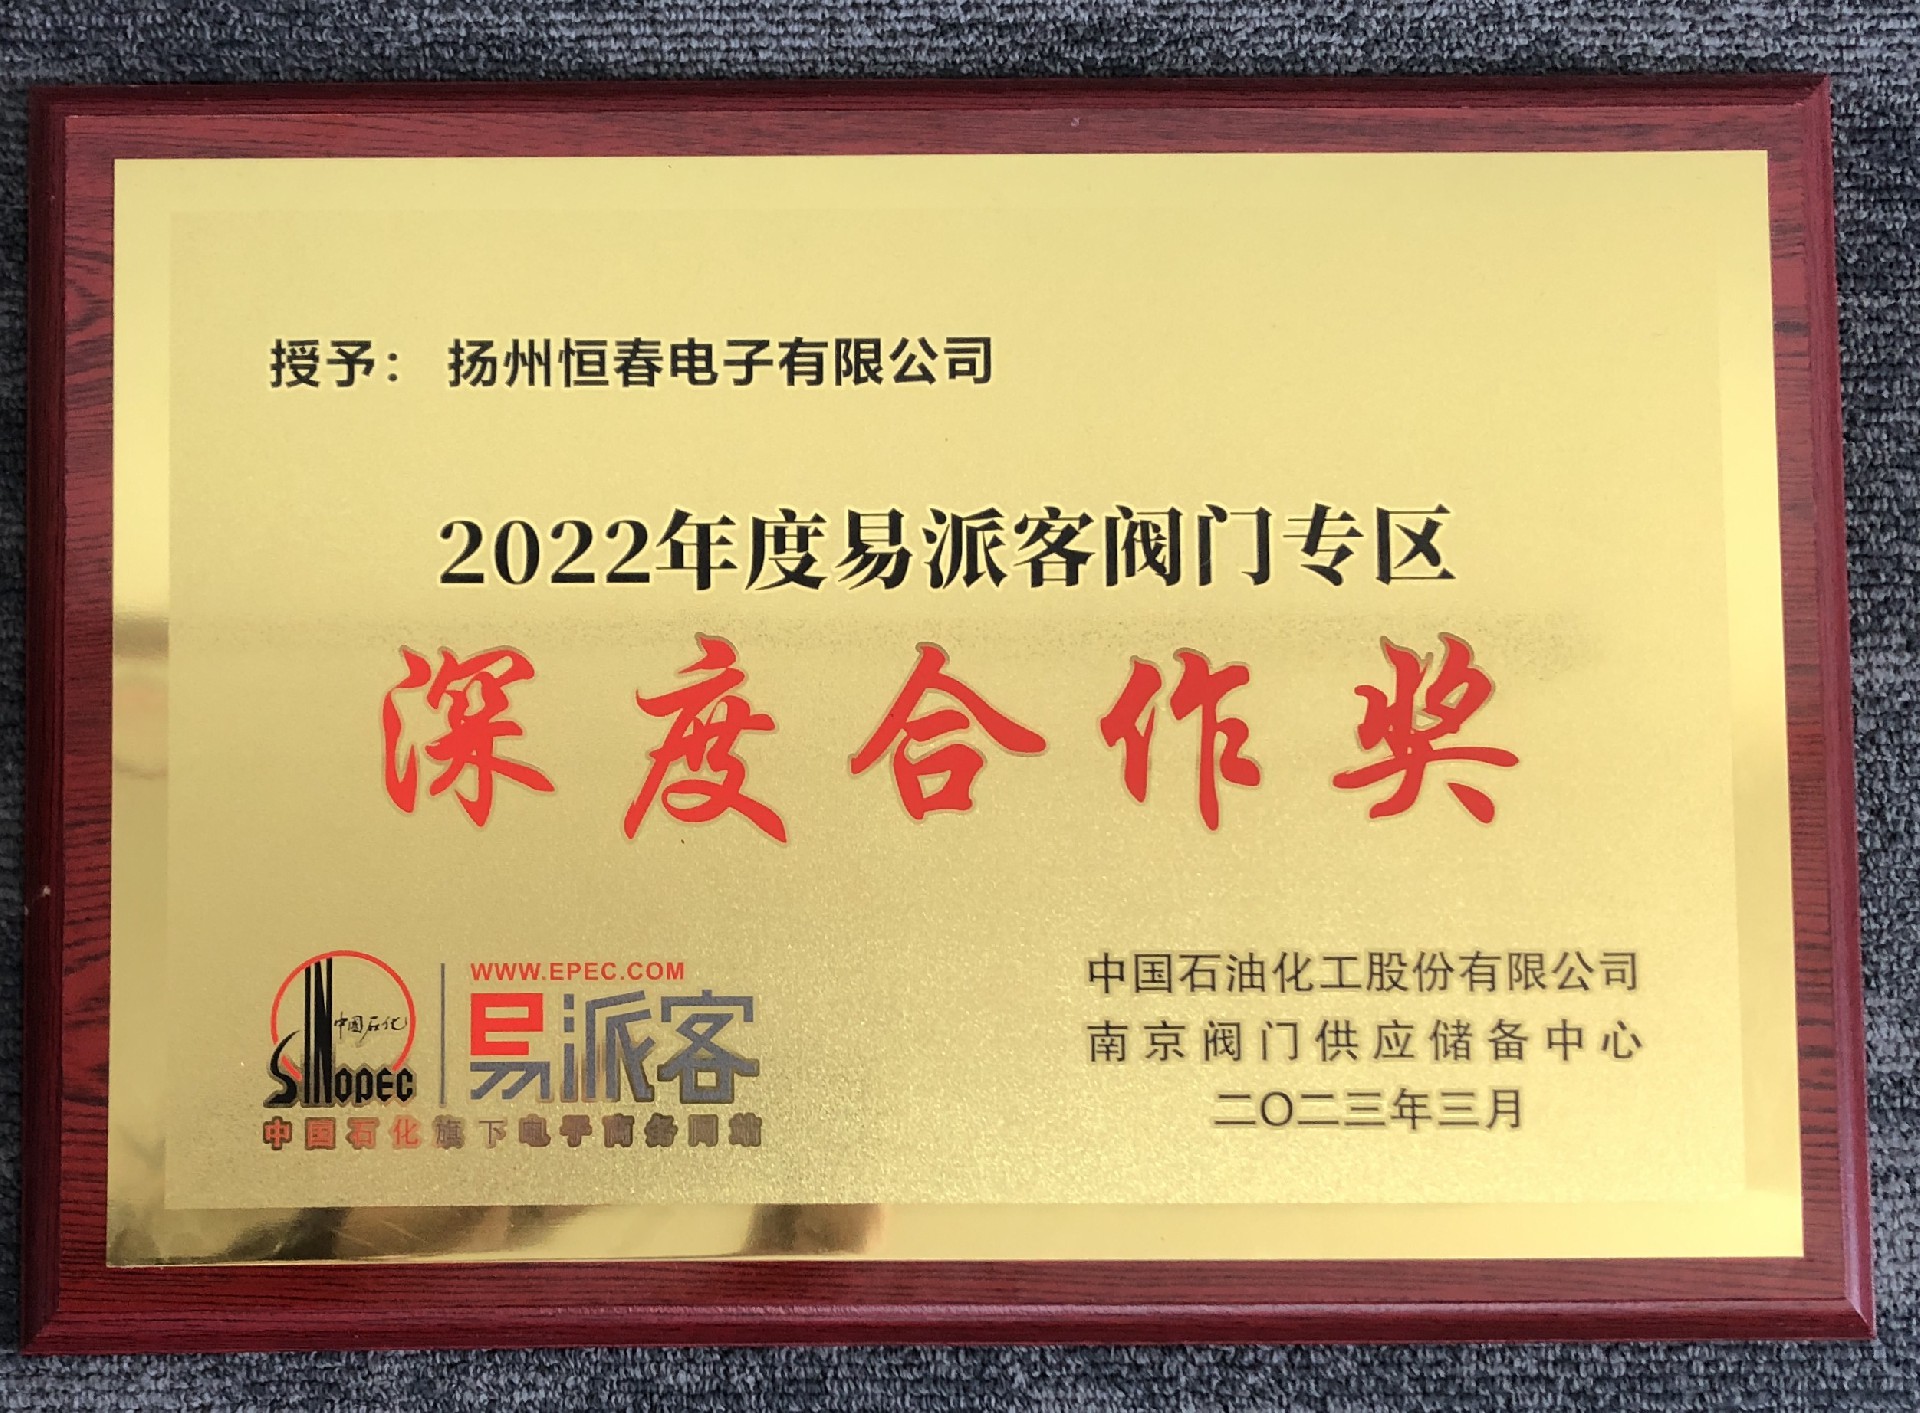 授予： 扬州恒春电子有限公司
2022年度易派客阀门专区
深度合作奖
中国石化
SINOPEC
WWW.EPEC.COM
易派客
中国石化旗下电子商务网站
中国石油化工股份有限公司
南京阀门供应储备中心
二〇二三年三月